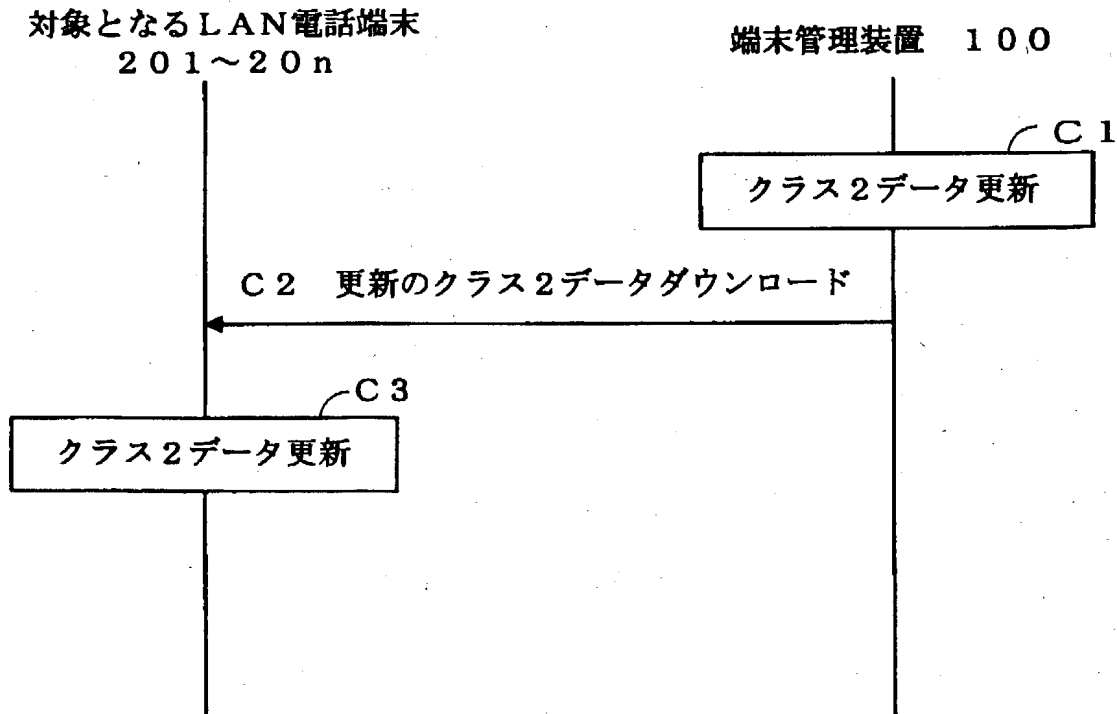 対象となるLAN電話端末
201~20n
端末管理装置 100
C1
クラス2データ更新
C2 更新のクラス2データダウンロード
C3
クラス2データ更新